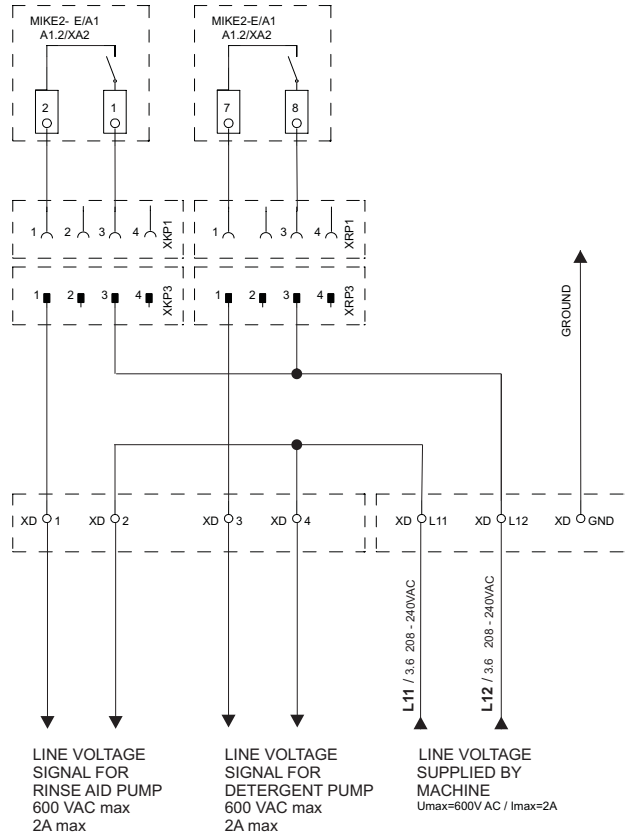 MIKE2- E/A1
A1.2/XA2
MIKE2-E/A1
A1.2/XA2
2
1
7
8
1
2
3
4
XKP1
1
2
3
4
XRP1
1
2
3
4
XKP3
1
2
3
4
XRP3
GROUND
XD 1
XD 2
XD 3
XD 4
XD L11
XD L12
XD GND
L11 / 3.6 208 - 240VAC
L12 / 3.6 208 - 240VAC
LINE VOLTAGE
SIGNAL FOR
RINSE AID PUMP
600 VAC max
2A max
LINE VOLTAGE
SIGNAL FOR
DETERGENT PUMP
600 VAC max
2A max
LINE VOLTAGE
SUPPLIED BY
MACHINE
Umax=600V AC / Imax=2A